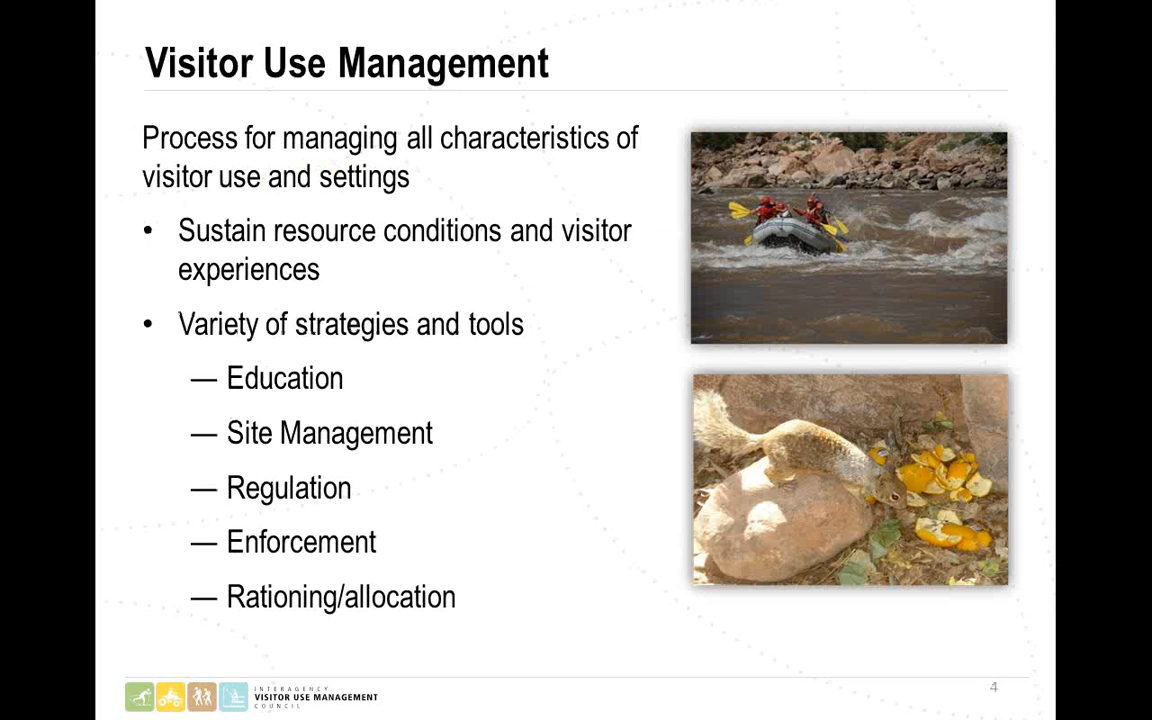 Visitor Use Management
Process for managing all characteristics of
visitor use and settings
• Sustain resource conditions and visitor
experiences
• Variety of strategies and tools
— Education
— Site Management
— Regulation
— Enforcement
— Rationing/allocation
INTERAGENCY
VISITOR USE MANAGEMENT
COUNCIL
4